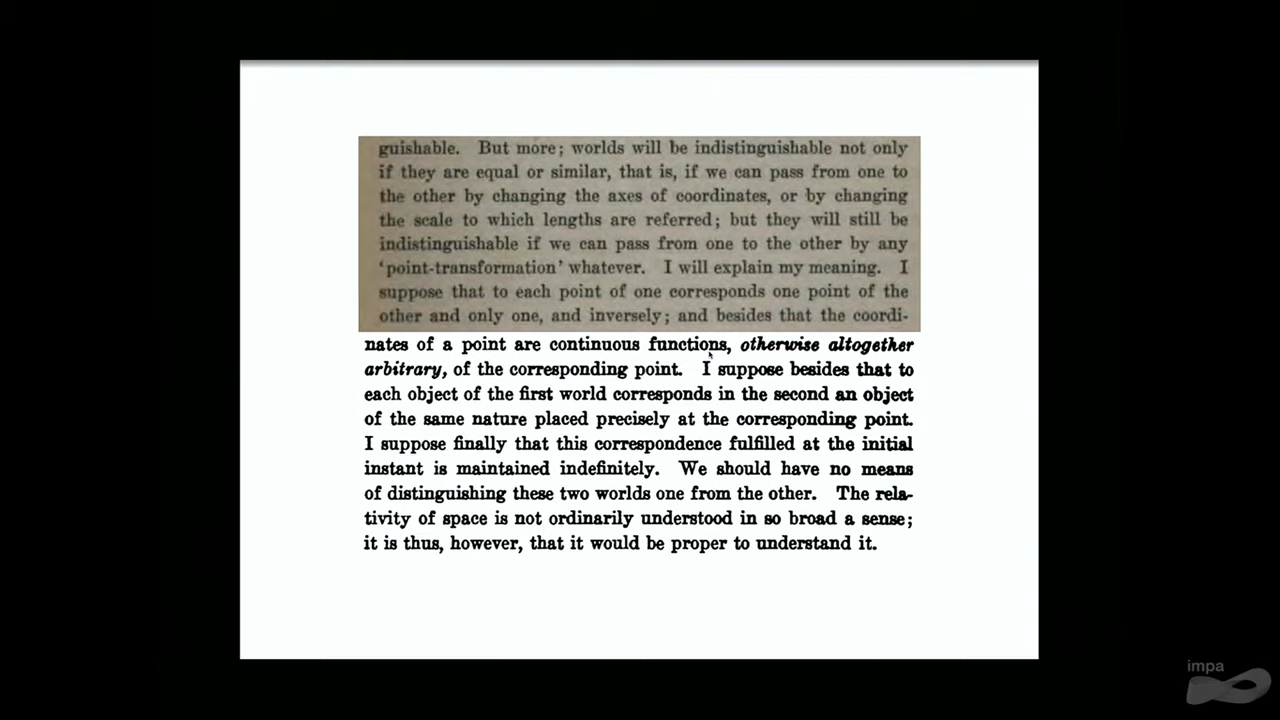 guishable. But more; worlds will be indistinguishable not only
if they are equal or similar, that is, if we can pass from one to
the other by changing the axes of coordinates, or by changing
the scale to which lengths are referred; but they will still be
indistinguishable if we can pass from one to the other by any
‘point-transformation’ whatever. I will explain my meaning. I
suppose that to each point of one corresponds one point of the
other and only one, and inversely; and besides that the coordi-
nates of a point are continuous functions, otherwise altogether
arbitrary, of the corresponding point. I suppose besides that to
each object of the first world corresponds in the second an object
of the same nature placed precisely at the corresponding point.
I suppose finally that this correspondence fulfilled at the initial
instant is maintained indefinitely. We should have no means
of distinguishing these two worlds one from the other. The rela-
tivity of space is not ordinarily understood in so broad a sense;
it is thus, however, that it would be proper to understand it.
impa